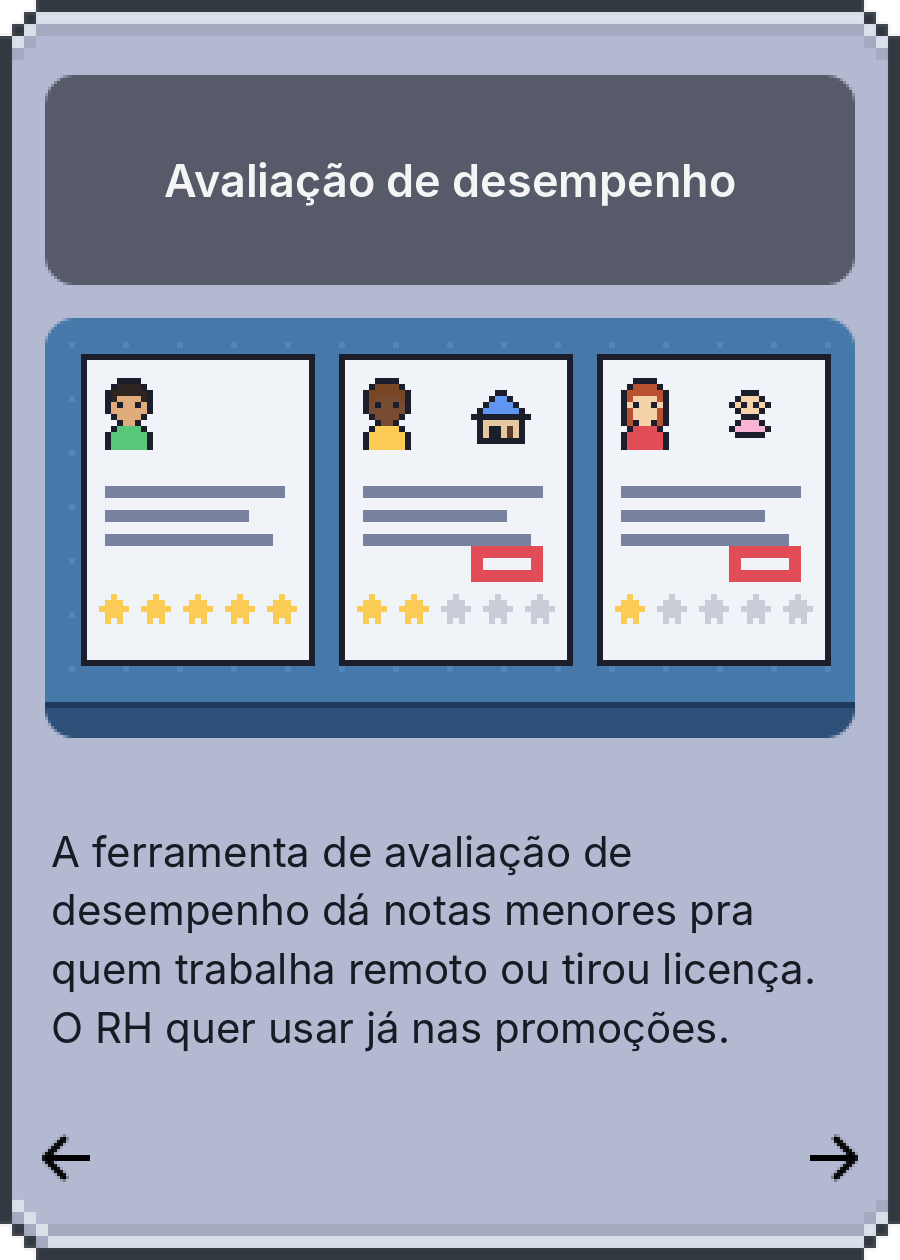 Avaliação de desempenho
A ferramenta de avaliação de
desempenho dá notas menores pra
quem trabalha remoto ou tirou licença.
O RH quer usar já nas promoções.